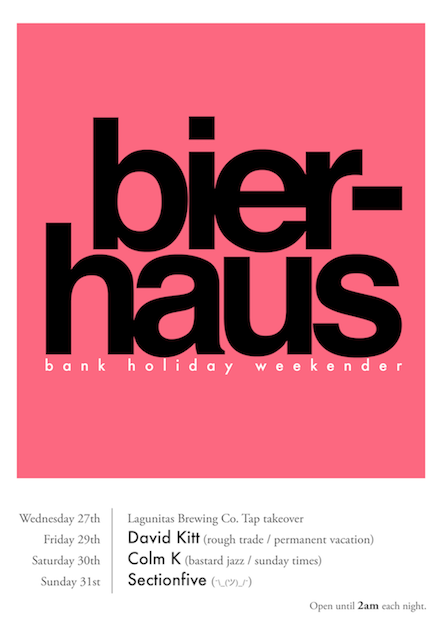 bier-
haus
bank holiday weekender
Wednesday 27th Lagunitas Brewing Co. Tap takeover
Friday 29th David Kitt (rough trade / permanent vacation)
Saturday 30th Colm K (bastard jazz / sunday times)
Sunday 31st Sectionfive (¯\_(ツ)_/¯)
Open until 2am each night.